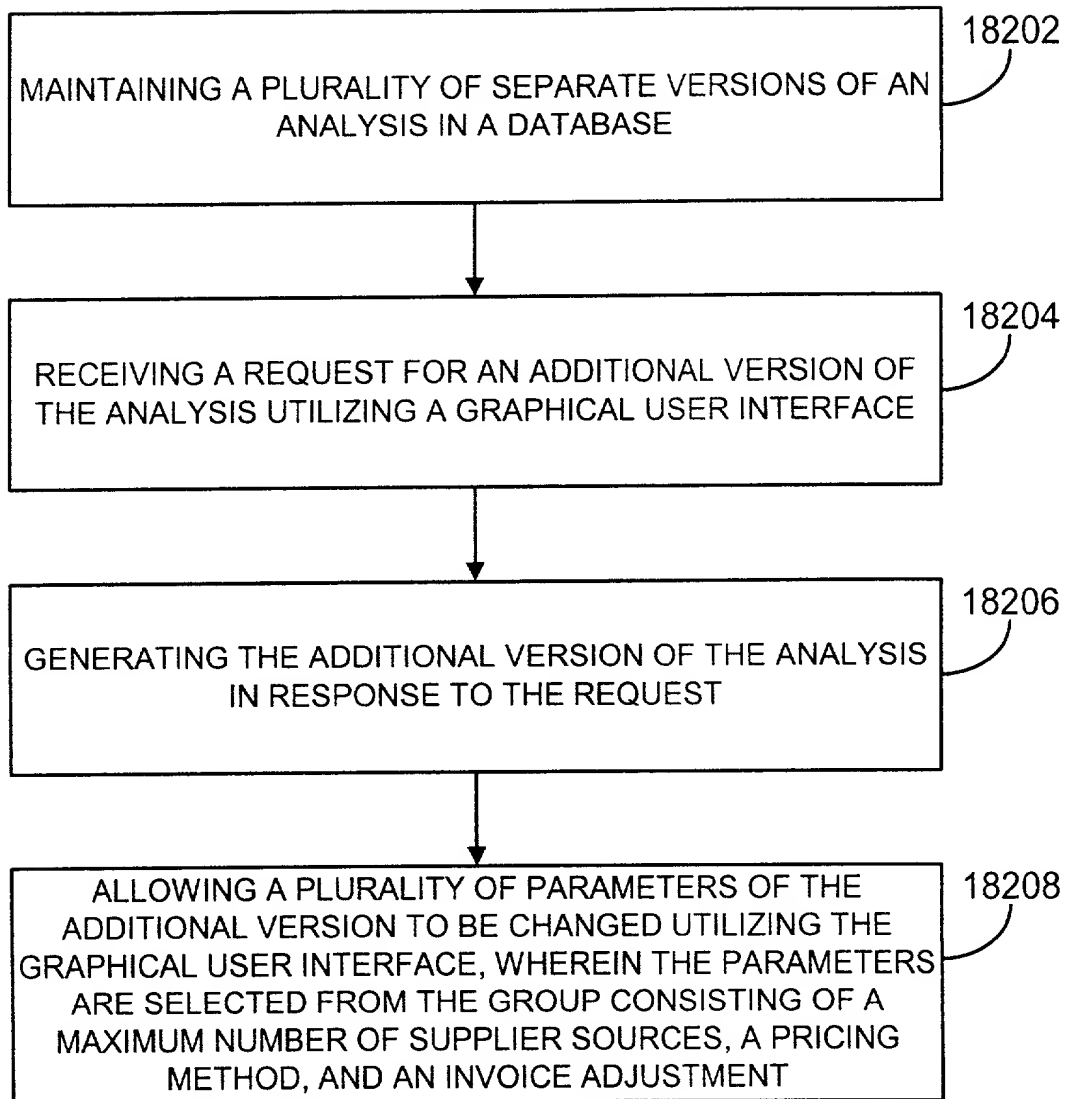 18202
MAINTAINING A PLURALITY OF SEPARATE VERSIONS OF AN
ANALYSIS IN A DATABASE
18204
RECEIVING A REQUEST FOR AN ADDITIONAL VERSION OF
THE ANALYSIS UTILIZING A GRAPHICAL USER INTERFACE
18206
GENERATING THE ADDITIONAL VERSION OF THE ANALYSIS
IN RESPONSE TO THE REQUEST
18208
ALLOWING A PLURALITY OF PARAMETERS OF THE
ADDITIONAL VERSION TO BE CHANGED UTILIZING THE
GRAPHICAL USER INTERFACE, WHEREIN THE PARAMETERS
ARE SELECTED FROM THE GROUP CONSISTING OF A
MAXIMUM NUMBER OF SUPPLIER SOURCES, A PRICING
METHOD, AND AN INVOICE ADJUSTMENT